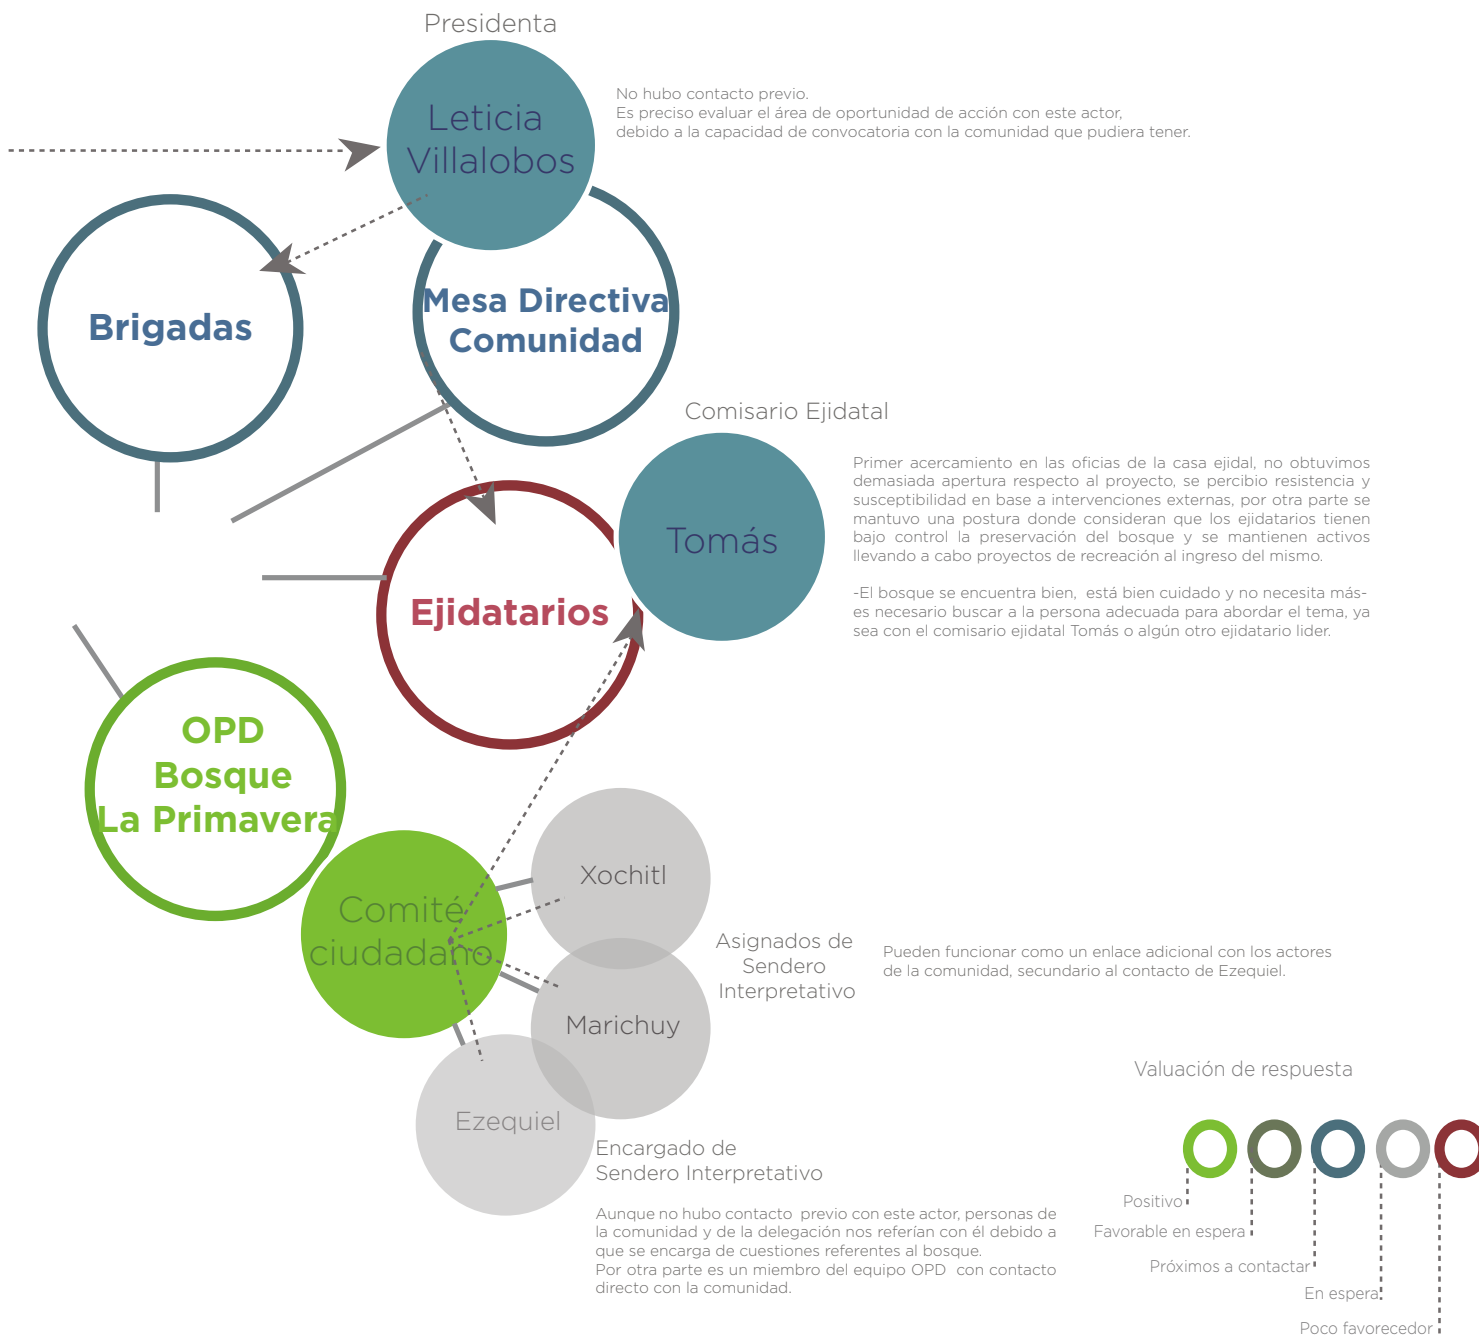 Presidenta
Leticia
Villalobos
No hubo contacto previo.
Es preciso evaluar el área de oportunidad de acción con este actor,
debido a la capacidad de convocatoria con la comunidad que pudiera tener.
Brigadas
Mesa Directiva
Comunidad
Comisario Ejidatal
Tomás
Primer acercamiento en las oficias de la casa ejidal, no obtuvimos
demasiada apertura respecto al proyecto, se percibio resistencia y
susceptibilidad en base a intervenciones externas, por otra parte se
mantuvo una postura donde consideran que los ejidatarios tienen
bajo control la preservación del bosque y se mantienen activos
llevando a cabo proyectos de recreación al ingreso del mismo.
-El bosque se encuentra bien, está bien cuidado y no necesita más-
es necesario buscar a la persona adecuada para abordar el tema, ya
sea con el comisario ejidatal Tomás o algún otro ejidatario lider.
Ejidatarios
OPD
Bosque
La Primavera
Comité
ciudadano
Xochitl
Marichuy
Asignados de
Sendero
Interpretativo
Pueden funcionar como un enlace adicional con los actores
de la comunidad, secundario al contacto de Ezequiel.
Ezequiel
Encargado de
Sendero Interpretativo
Aunque no hubo contacto previo con este actor, personas de
la comunidad y de la delegación nos referían con él debido a
que se encarga de cuestiones referentes al bosque.
Por otra parte es un miembro del equipo OPD con contacto
directo con la comunidad.
Valuación de respuesta
Positivo
Favorable en espera
Próximos a contactar
En espera
Poco favorecedor